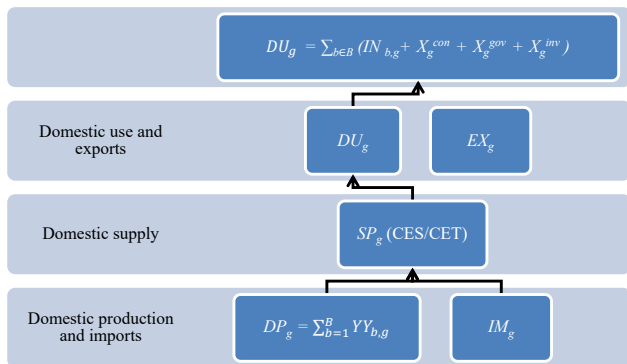 DU_g = ∑_{b∈B} (IN_{b,g} + X_g^{con} + X_g^{gov} + X_g^{inv} )
Domestic use and
exports
DU_g
EX_g
Domestic supply
SP_g (CES/CET)
Domestic production
and imports
DP_g = ∑_{b=1}^{B} YY_{b,g}
IM_g